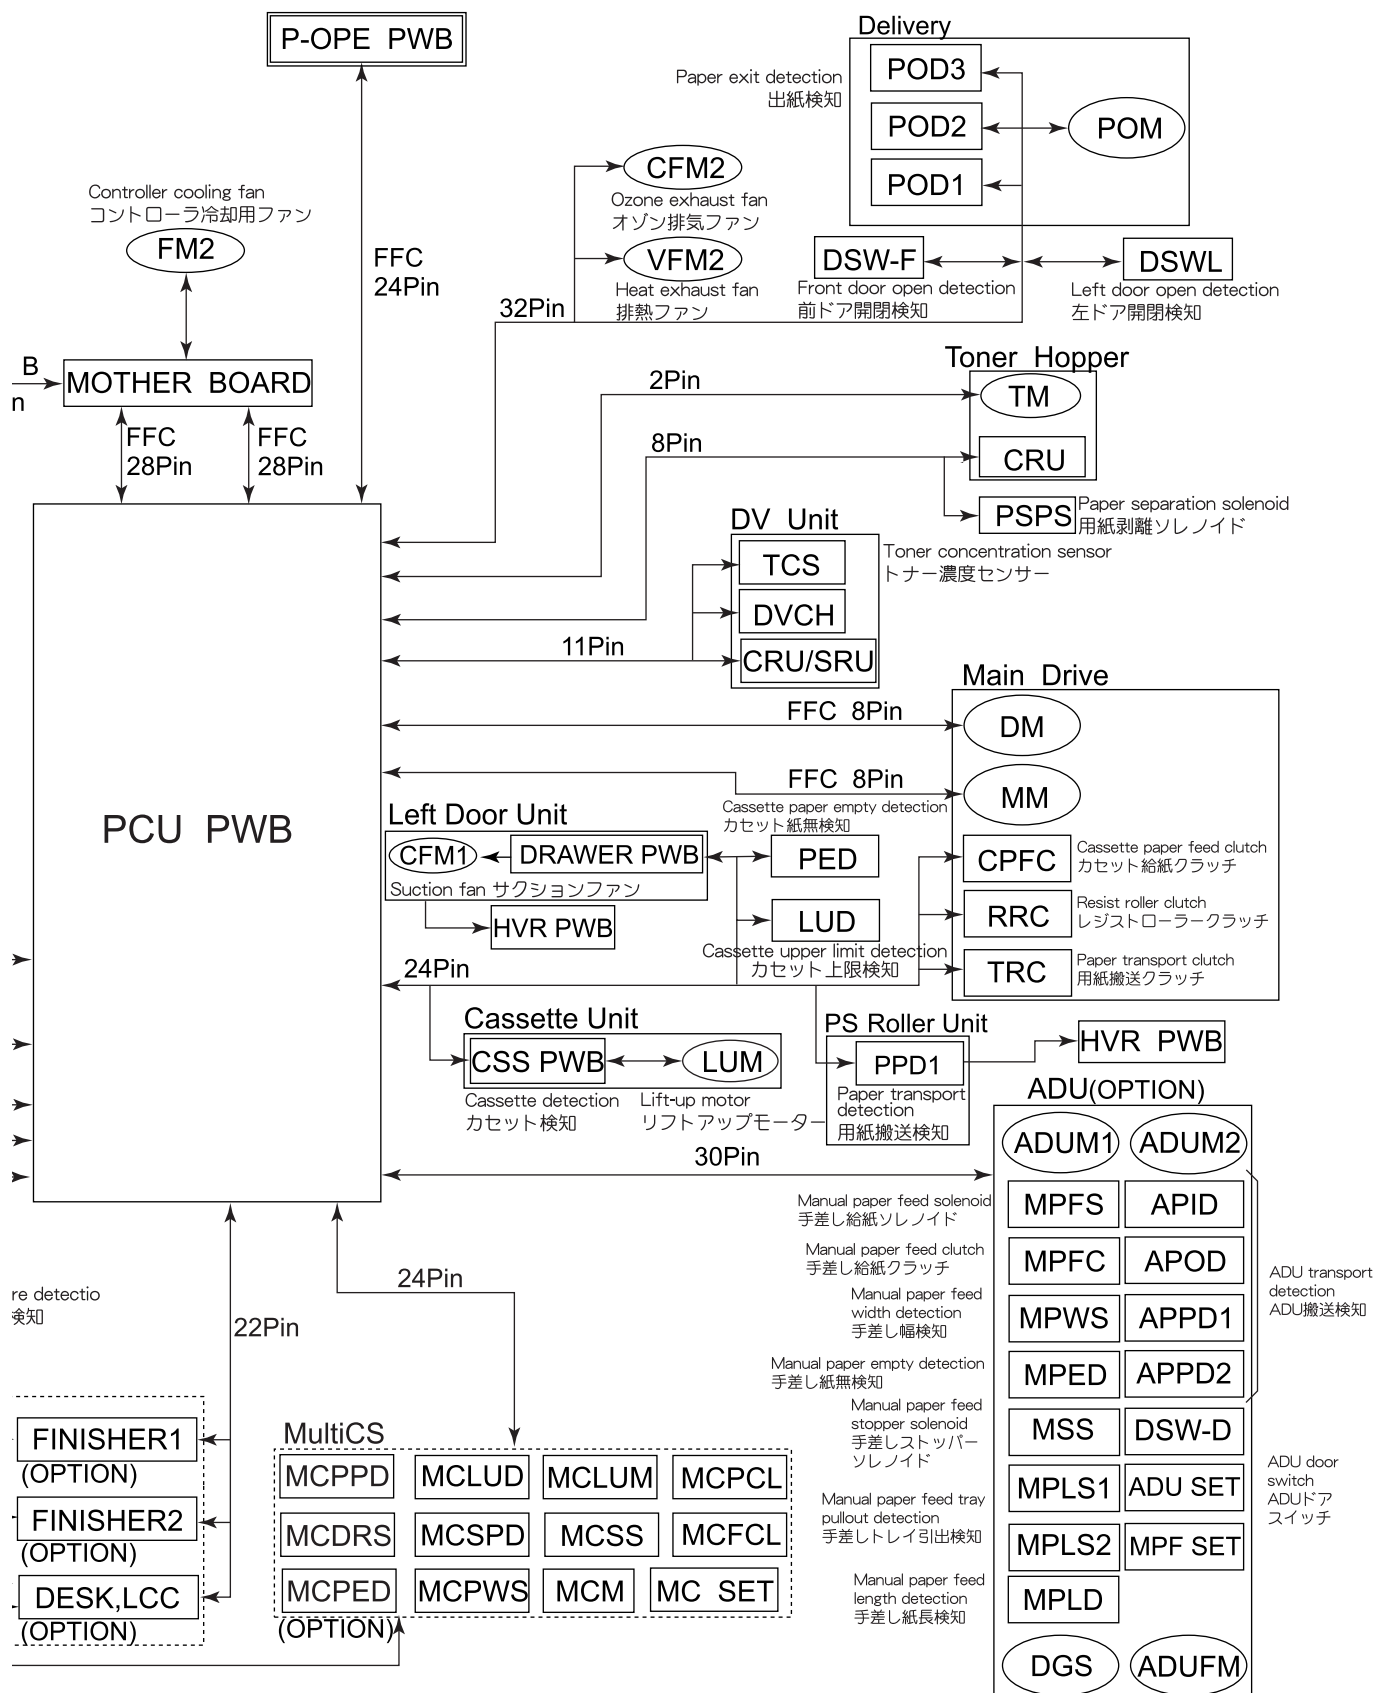 P-OPE PWB
Delivery
POD3
Paper exit detection
出紙検知
POD2
POM
POD1
CFM2
Ozone exhaust fan
オゾン排気ファン
Controller cooling fan
コントローラ冷却用ファン
FM2
FFC
24Pin
VFM2
Heat exhaust fan
排熱ファン
DSW-F
Front door open detection
前ドア開閉検知
DSWL
Left door open detection
左ドア開閉検知
32Pin
B
n
MOTHER BOARD
FFC
28Pin
FFC
28Pin
Toner Hopper
2Pin
TM
8Pin
CRU
PSPS
Paper separation solenoid
用紙剥離ソレノイド
DV Unit
TCS
Toner concentration sensor
トナー濃度センサー
DVCH
11Pin
CRU/SRU
Main Drive
FFC 8Pin
DM
FFC 8Pin
MM
PCU PWB
Left Door Unit
CFM1
DRAWER PWB
Suction fan サクションファン
HVR PWB
Cassette paper empty detection
カセット紙無検知
PED
LUD
Cassette upper limit detection
カセット上限検知
CPFC
Cassette paper feed clutch
カセット給紙クラッチ
RRC
Resist roller clutch
レジストローラークラッチ
TRC
Paper transport clutch
用紙搬送クラッチ
24Pin
Cassette Unit
CSS PWB
LUM
Cassette detection
カセット検知
Lift-up motor
リフトアップモーター
PS Roller Unit
PPD1
Paper transport
detection
用紙搬送検知
HVR PWB
30Pin
ADU(OPTION)
ADUM1
ADUM2
Manual paper feed solenoid
手差し給紙ソレノイド
MPFS
APID
Manual paper feed clutch
手差し給紙クラッチ
MPFC
APOD
Manual paper feed
width detection
手差し幅検知
MPWS
APPD1
ADU transport
detection
ADU搬送検知
Manual paper empty detection
手差し紙無検知
MPED
APPD2
Manual paper feed
stopper solenoid
手差しストッパー
ソレノイド
MSS
DSW-D
ADU door
switch
ADUドア
スイッチ
Manual paper feed tray
pullout detection
手差しトレイ引出検知
MPLS1
ADU SET
MPLS2
MPF SET
Manual paper feed
length detection
手差し紙長検知
MPLD
DGS
ADUFM
24Pin
re detectio
検知
22Pin
FINISHER1
(OPTION)
FINISHER2
(OPTION)
DESK,LCC
(OPTION)
MultiCS
MCPPD
MCLUD
MCLUM
MCPCL
MCDRS
MCSPD
MCSS
MCFCL
MCPED
MCPWS
MCM
MC SET
(OPTION)